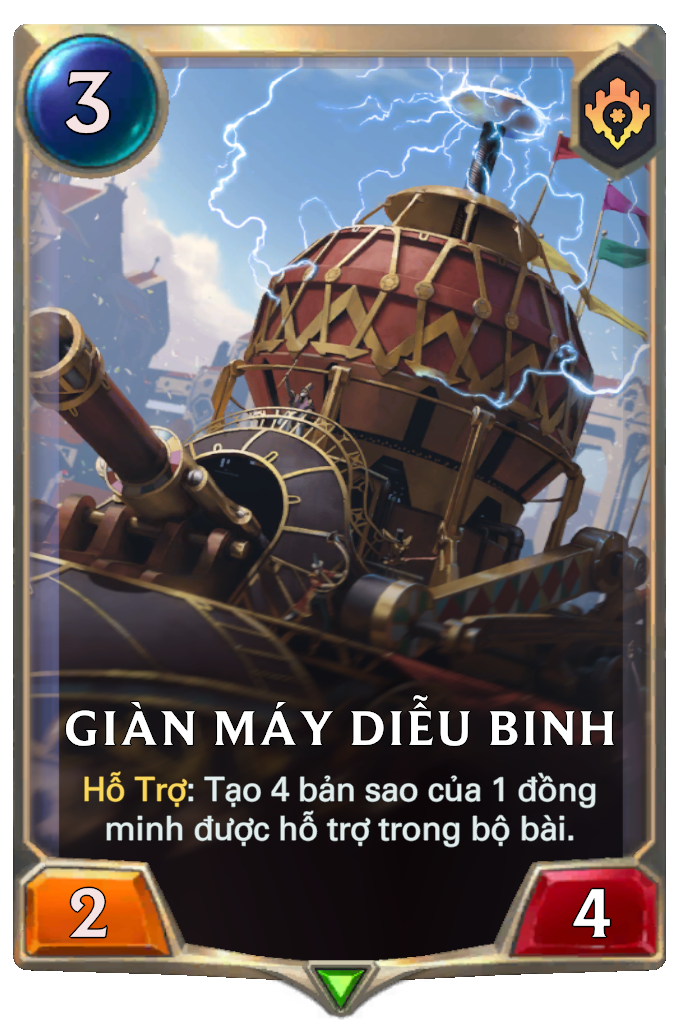 3
GIÀN MÁY DIỄU BINH
Hỗ Trợ: Tạo 4 bản sao của 1 đồng
minh được hỗ trợ trong bộ bài.
2
4